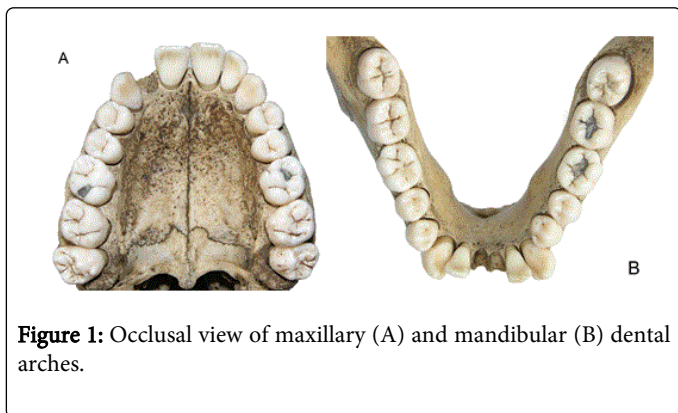 A
B
Figure 1: Occlusal view of maxillary (A) and mandibular (B) dental
arches.